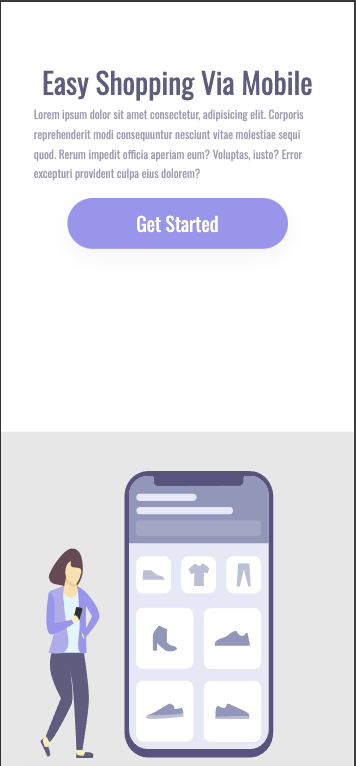 Easy Shopping Via Mobile
Lorem ipsum dolor sit amet consectetur, adipisicing elit. Corporis
reprehenderit modi consequuntur nesciunt vitae molestiae sequi
quod. Rerum impedit officia aperiam eum? Voluptas, iusto? Error
excepturi provident culpa eius dolorem?
Get Started